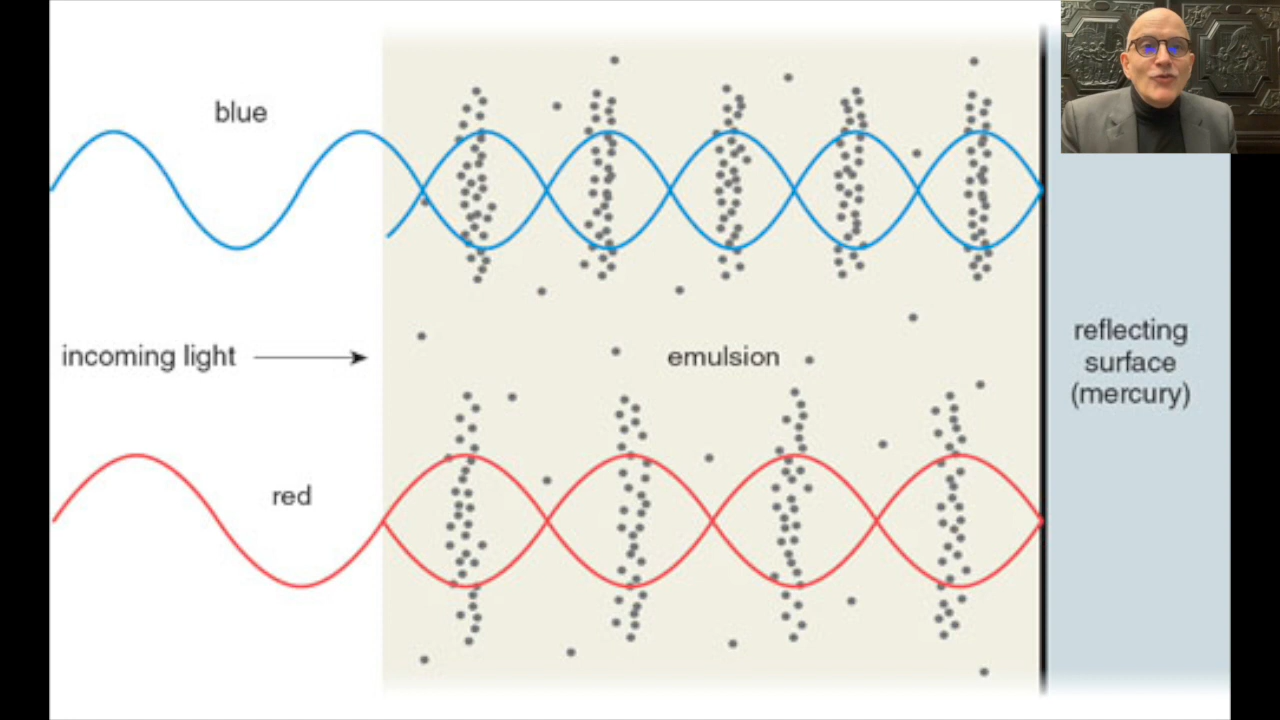 blue
incoming light
emulsion
reflecting
surface
(mercury)
red